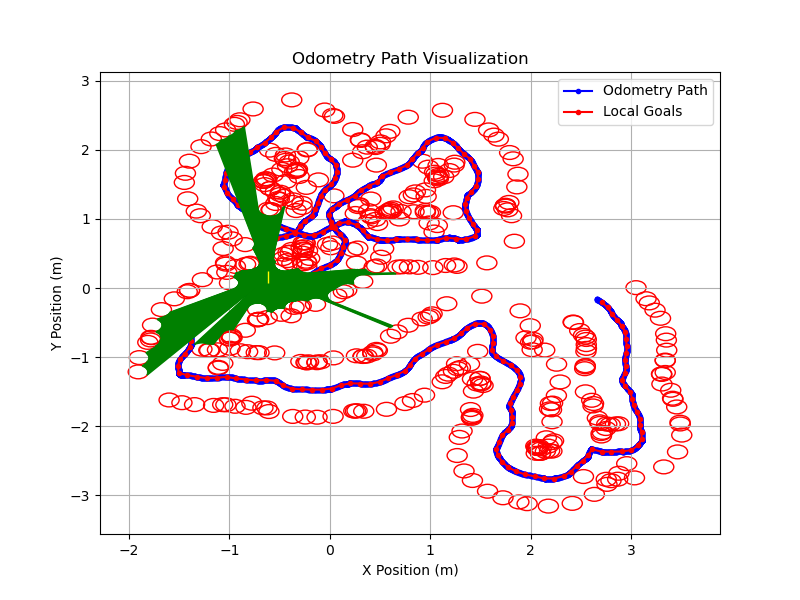 Odometry Path Visualization
Odometry Path
Local Goals
Y Position (m)
3
2
1
0
−1
−2
−3
−2
−1
0
1
2
3
X Position (m)